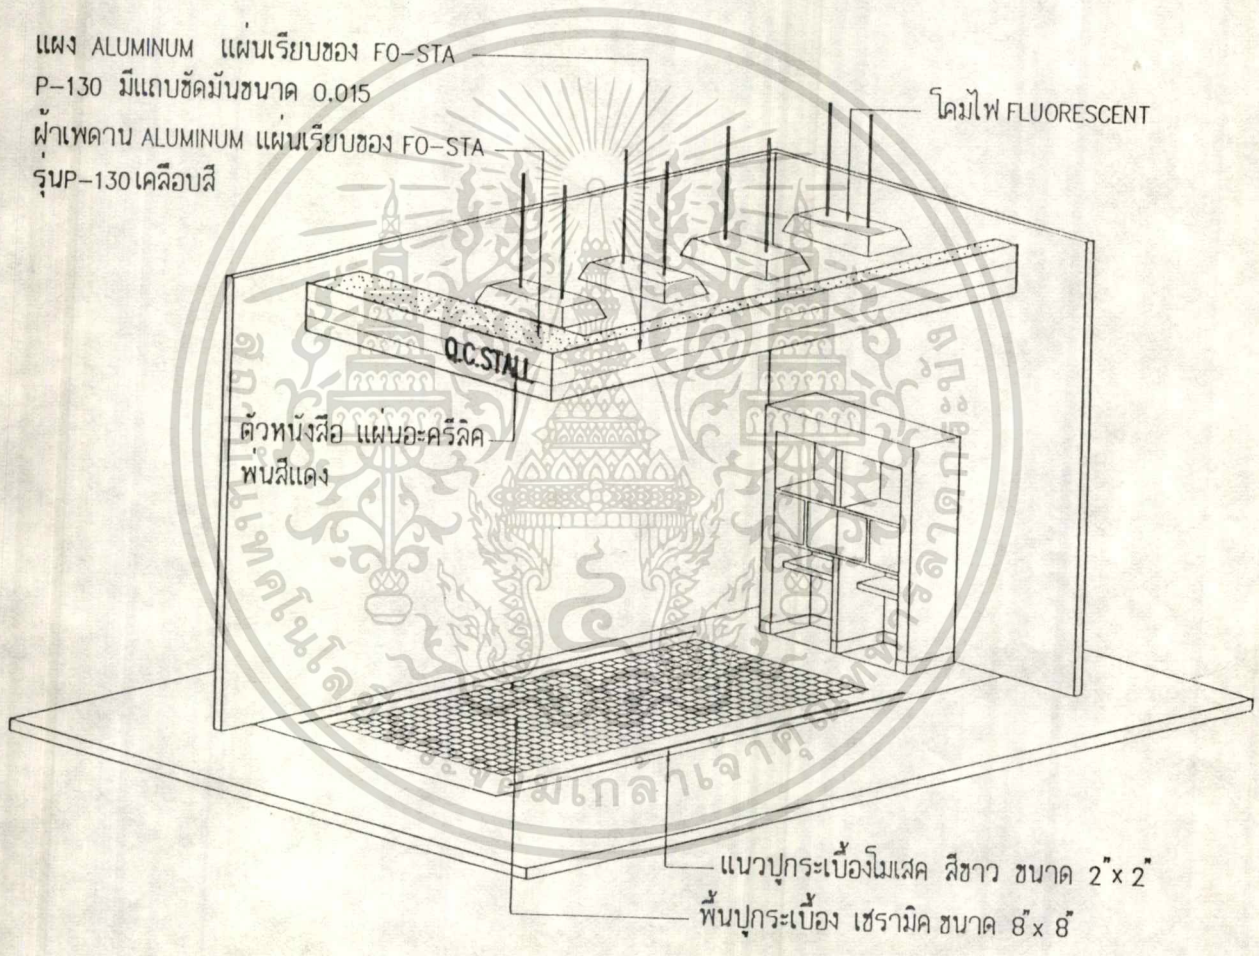 แผง ALUMINUM แผ่นเรียบของ FO-STA
P-130 มีแถบขัดมันขนาด 0.015
ฝ้าเพดาน ALUMINUM แผ่นเรียบของ FO-STA
รุ่นP-130เคลือบสี
โคมไฟ FLUORESCENT
Q.C.STALL
ตัวหนังสือ แผ่นอะครีลิค
พ่นสีแดง
แนวปูกระเบื้องโมเสค สีขาว ขนาด 2"x 2"
พื้นปูกระเบื้อง เซรามิค ขนาด 8"x 8"